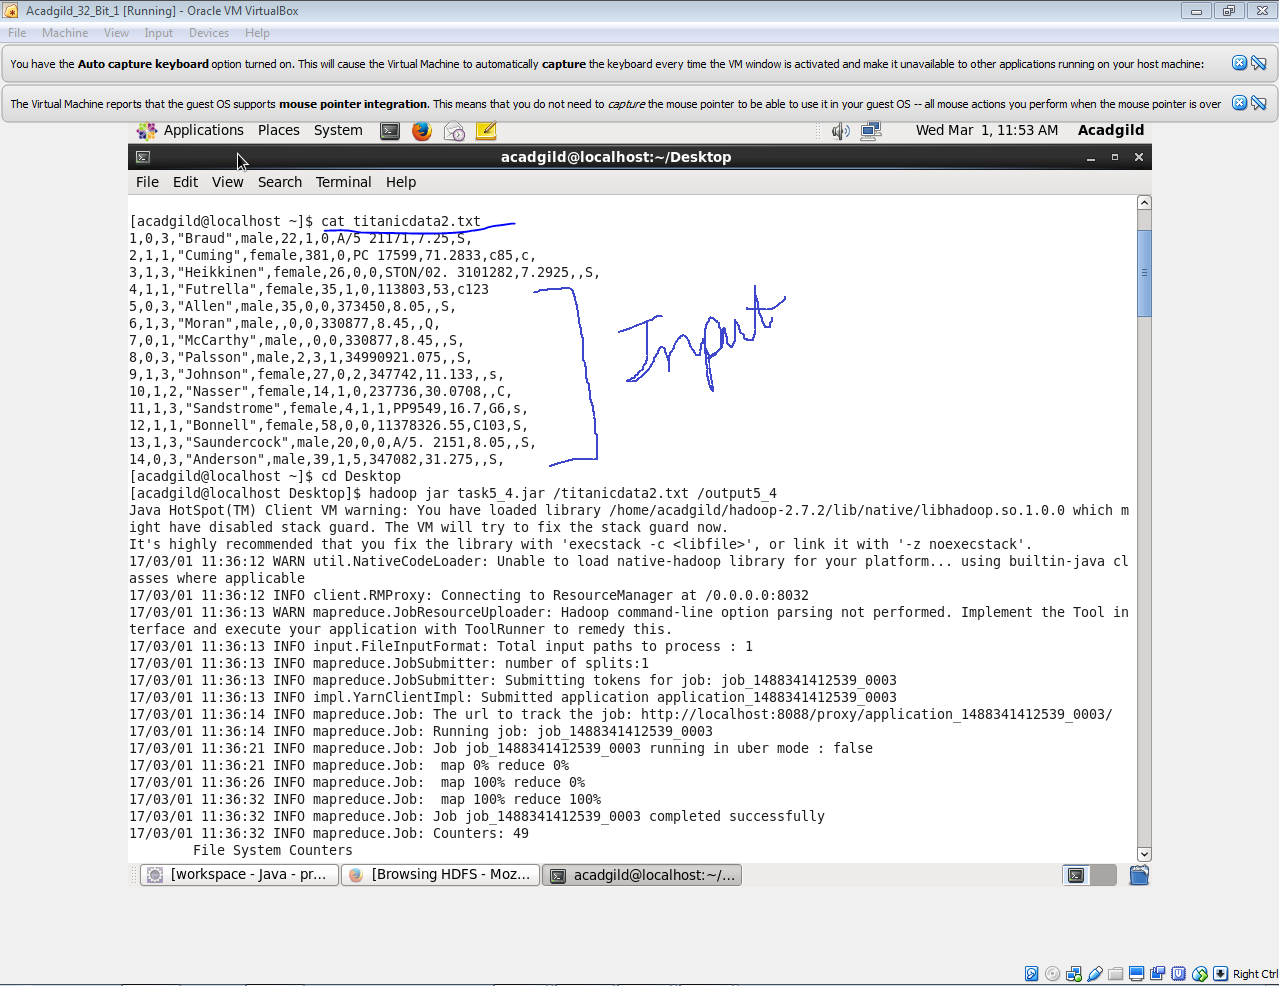 Acadgild_32_Bit_1 [Running] - Oracle VM VirtualBox
File Machine View Input Devices Help
You have the Auto capture keyboard option turned on. This will cause the Virtual Machine to automatically capture the keyboard every time the VM window is activated and make it unavailable to other applications running on your host machine:
The Virtual Machine reports that the guest OS supports mouse pointer integration. This means that you do not need to capture the mouse pointer to be able to use it in your guest OS -- all mouse actions you perform when the mouse pointer is over
Applications Places System Wed Mar 1, 11:53 AM Acadgild
acadgild@localhost:~/Desktop
File Edit View Search Terminal Help
[acadgild@localhost ~]$ cat titanicdata2.txt
1,0,3,"Braud",male,22,1,0,A/5 21171,7.25,S,
2,1,1,"Cuming",female,381,0,PC 17599,71.2833,c85,c,
3,1,3,"Heikkinen",female,26,0,0,STON/02. 3101282,7.2925,,S,
4,1,1,"Futrella",female,35,1,0,113803,53,c123
5,0,3,"Allen",male,35,0,0,373450,8.05,,S,
6,1,3,"Moran",male,,0,0,330877,8.45,,Q,
7,0,1,"McCarthy",male,,0,0,330877,8.45,,S,
8,0,3,"Palsson",male,2,3,1,34990921.075,,S,
9,1,3,"Johnson",female,27,0,2,347742,11.133,,s,
10,1,2,"Nasser",female,14,1,0,237736,30.0708,,C,
11,1,3,"Sandstrome",female,4,1,1,PP9549,16.7,G6,s,
12,1,1,"Bonnell",female,58,0,0,11378326.55,C103,S,
13,1,3,"Saundercock",male,20,0,0,A/5. 2151,8.05,,S,
14,0,3,"Anderson",male,39,1,5,347082,31.275,,S,
Input
[acadgild@localhost ~]$ cd Desktop
[acadgild@localhost Desktop]$ hadoop jar task5_4.jar /titanicdata2.txt /output5_4
Java HotSpot(TM) Client VM warning: You have loaded library /home/acadgild/hadoop-2.7.2/lib/native/libhadoop.so.1.0.0 which m
ight have disabled stack guard. The VM will try to fix the stack guard now.
It's highly recommended that you fix the library with 'execstack -c <libfile>', or link it with '-z noexecstack'.
17/03/01 11:36:12 WARN util.NativeCodeLoader: Unable to load native-hadoop library for your platform... using builtin-java cl
asses where applicable
17/03/01 11:36:12 INFO client.RMProxy: Connecting to ResourceManager at /0.0.0.0:8032
17/03/01 11:36:13 WARN mapreduce.JobResourceUploader: Hadoop command-line option parsing not performed. Implement the Tool in
terface and execute your application with ToolRunner to remedy this.
17/03/01 11:36:13 INFO input.FileInputFormat: Total input paths to process : 1
17/03/01 11:36:13 INFO mapreduce.JobSubmitter: number of splits:1
17/03/01 11:36:13 INFO mapreduce.JobSubmitter: Submitting tokens for job: job_1488341412539_0003
17/03/01 11:36:13 INFO impl.YarnClientImpl: Submitted application application_1488341412539_0003
17/03/01 11:36:14 INFO mapreduce.Job: The url to track the job: http://localhost:8088/proxy/application_1488341412539_0003/
17/03/01 11:36:14 INFO mapreduce.Job: Running job: job_1488341412539_0003
17/03/01 11:36:21 INFO mapreduce.Job: Job job_1488341412539_0003 running in uber mode : false
17/03/01 11:36:21 INFO mapreduce.Job: map 0% reduce 0%
17/03/01 11:36:26 INFO mapreduce.Job: map 100% reduce 0%
17/03/01 11:36:32 INFO mapreduce.Job: map 100% reduce 100%
17/03/01 11:36:32 INFO mapreduce.Job: Job job_1488341412539_0003 completed successfully
17/03/01 11:36:32 INFO mapreduce.Job: Counters: 49
File System Counters
[workspace - Java - pr... [Browsing HDFS - Moz... acadgild@localhost:~/...
Right Ctrl